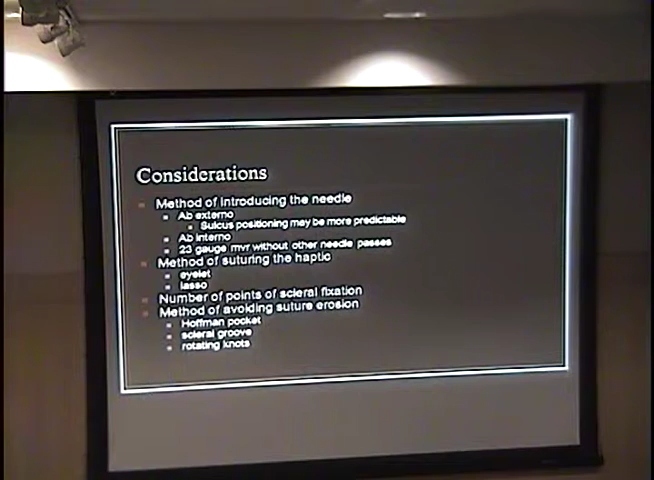 Considerations
Method of introducing the needle
Ab externo
Sulcus positioning may be more predictable
Ab interno
23 gauge mvr without other needle passes
Method of suturing the haptic
eyelet
lasso
Number of points of scleral fixation
Method of avoiding suture erosion
Hoffman pocket
scleral groove
rotating knots